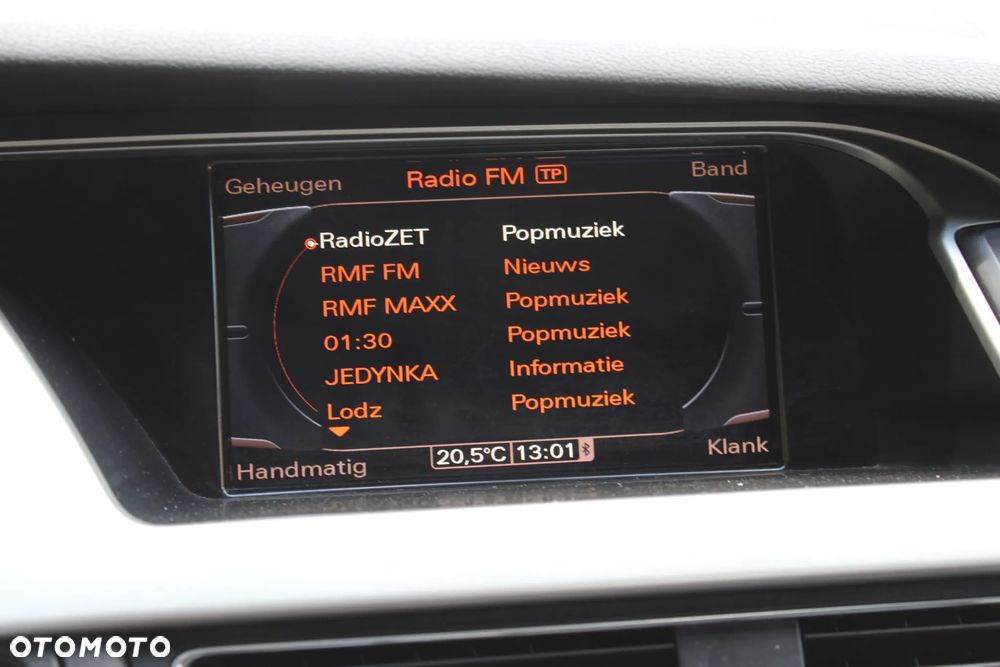 Geheugen Radio FM TP Band
RadioZET Popmuziek
RMF FM Nieuws
RMF MAXX Popmuziek
01:30 Popmuziek
JEDYNKA Informatie
Lodz Popmuziek
Handmatig 20,5°C 13:01 Klank
OTOMOTO